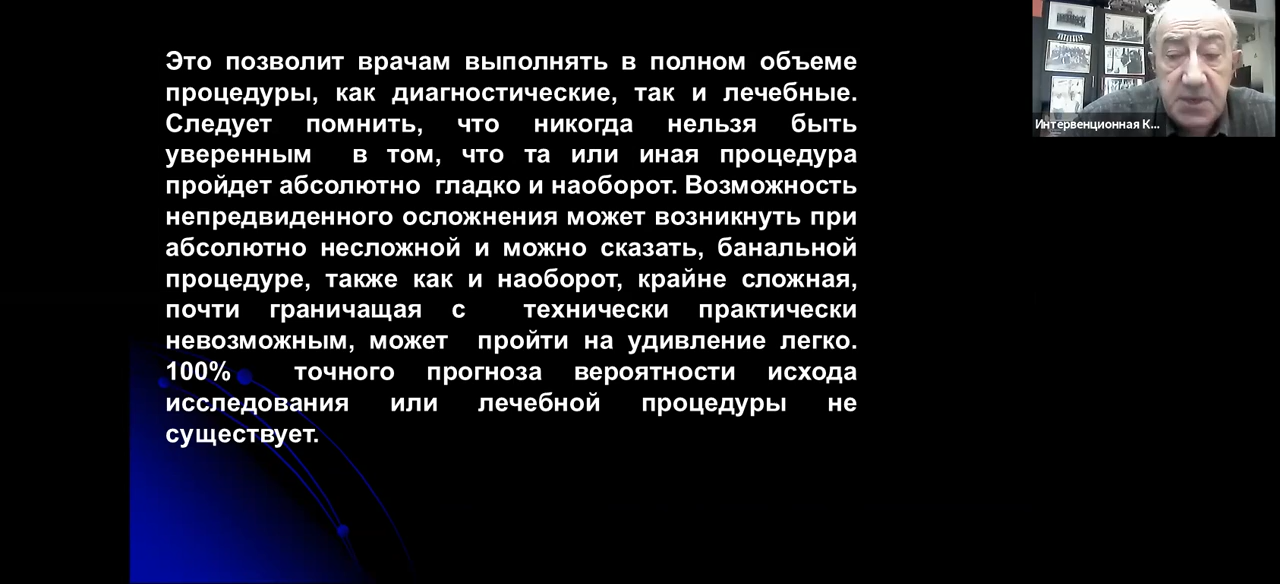 Это позволит врачам выполнять в полном объеме
процедуры, как диагностические, так и лечебные.
Следует помнить, что никогда нельзя быть
уверенным в том, что та или иная процедура
пройдет абсолютно гладко и наоборот. Возможность
непредвиденного осложнения может возникнуть при
абсолютно несложной и можно сказать, банальной
процедуре, также как и наоборот, крайне сложная,
почти граничащая с технически практически
невозможным, может пройти на удивление легко.
100% точного прогноза вероятности исхода
исследования или лечебной процедуры не
существует.
Интервенционная К...